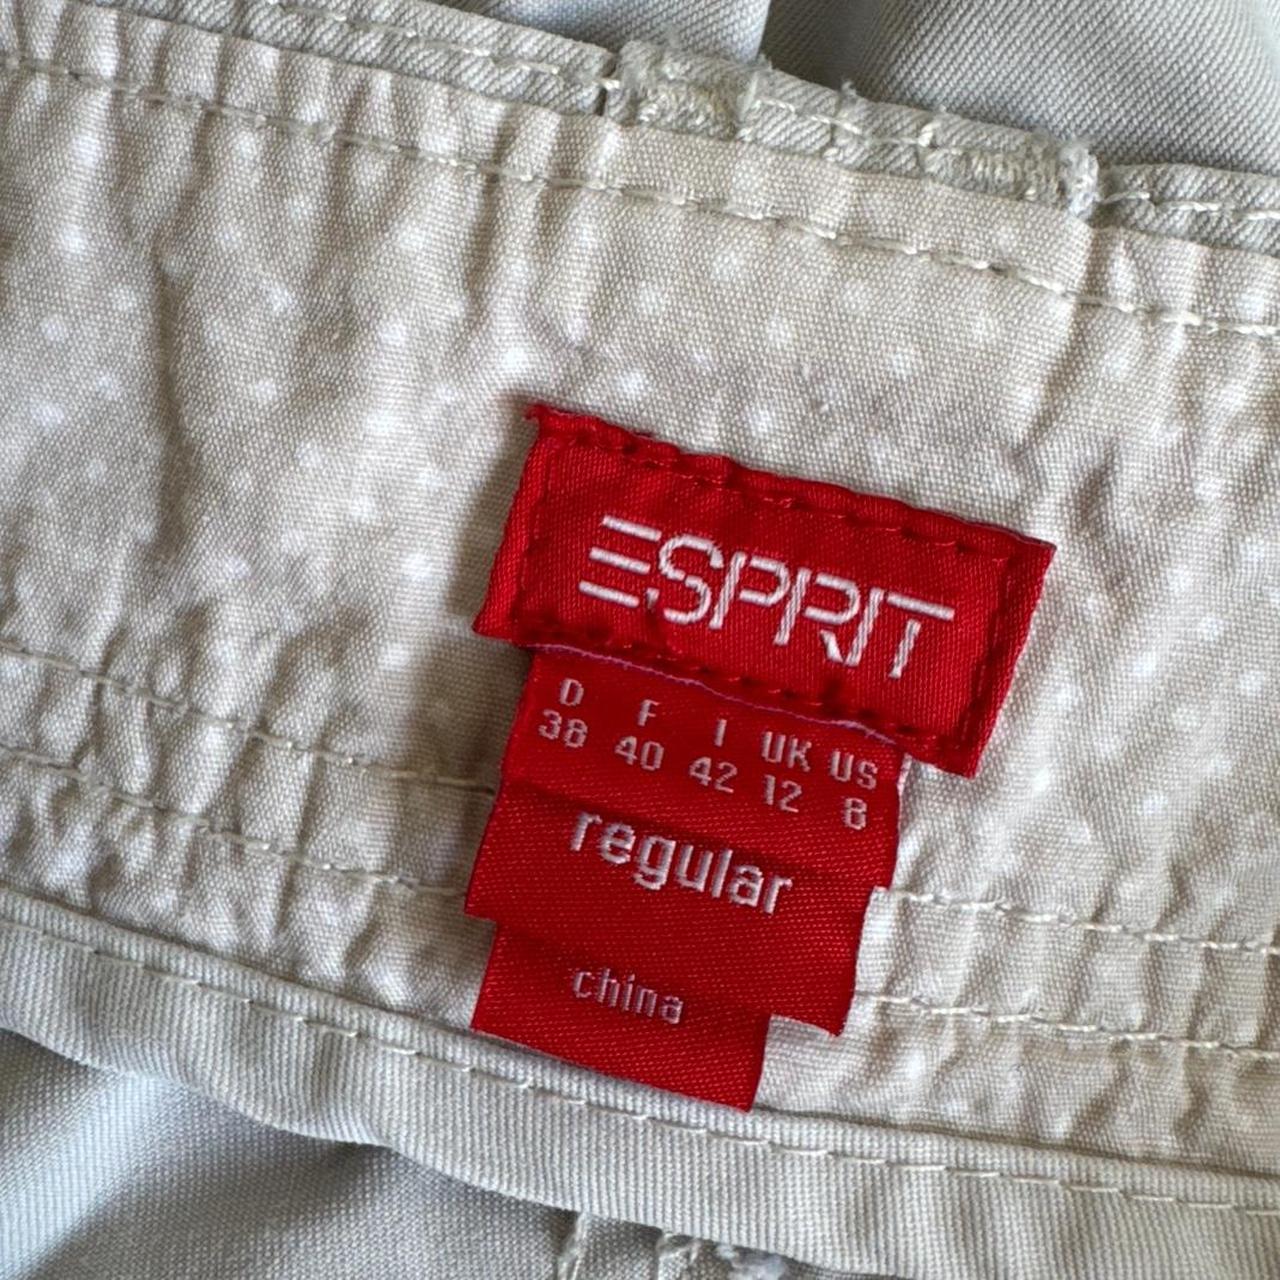 ESPRIT
D F I UK US
38 40 42 12 8
regular
china